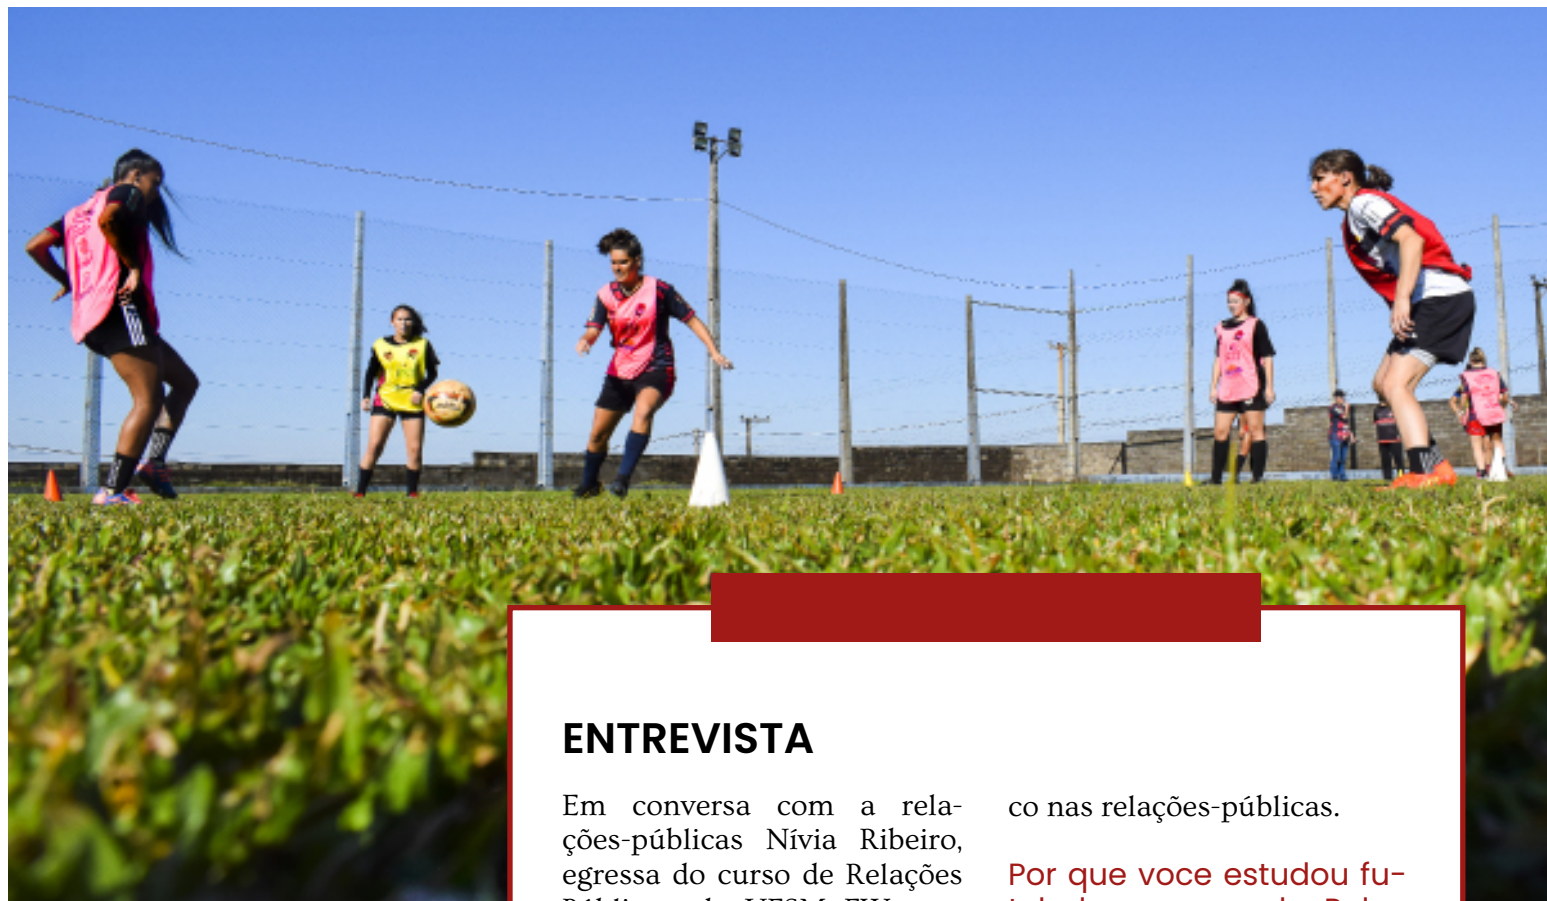 ENTREVISTA
Em conversa com a rela-
ções-públicas Nívia Ribeiro,
egressa do curso de Relações
co nas relações-públicas.
Por que voce estudou fu-